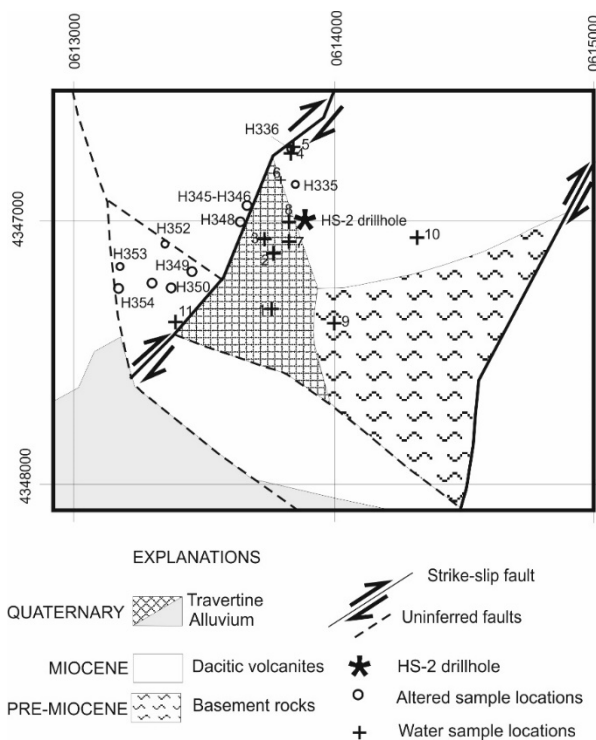 0613000
0614000
0615000
H336
5
4
6
H335
H345-H346
H348
8
HS-2 drillhole
4347000
H352
3
7
10
2
H353
H349
H354
H350
1
11
9
4348000
EXPLANATIONS
QUATERNARY
Travertine
Alluvium
MIOCENE
Dacitic volcanites
PRE-MIOCENE
Basement rocks
Strike-slip fault
Uninferred faults
HS-2 drillhole
Altered sample locations
Water sample locations